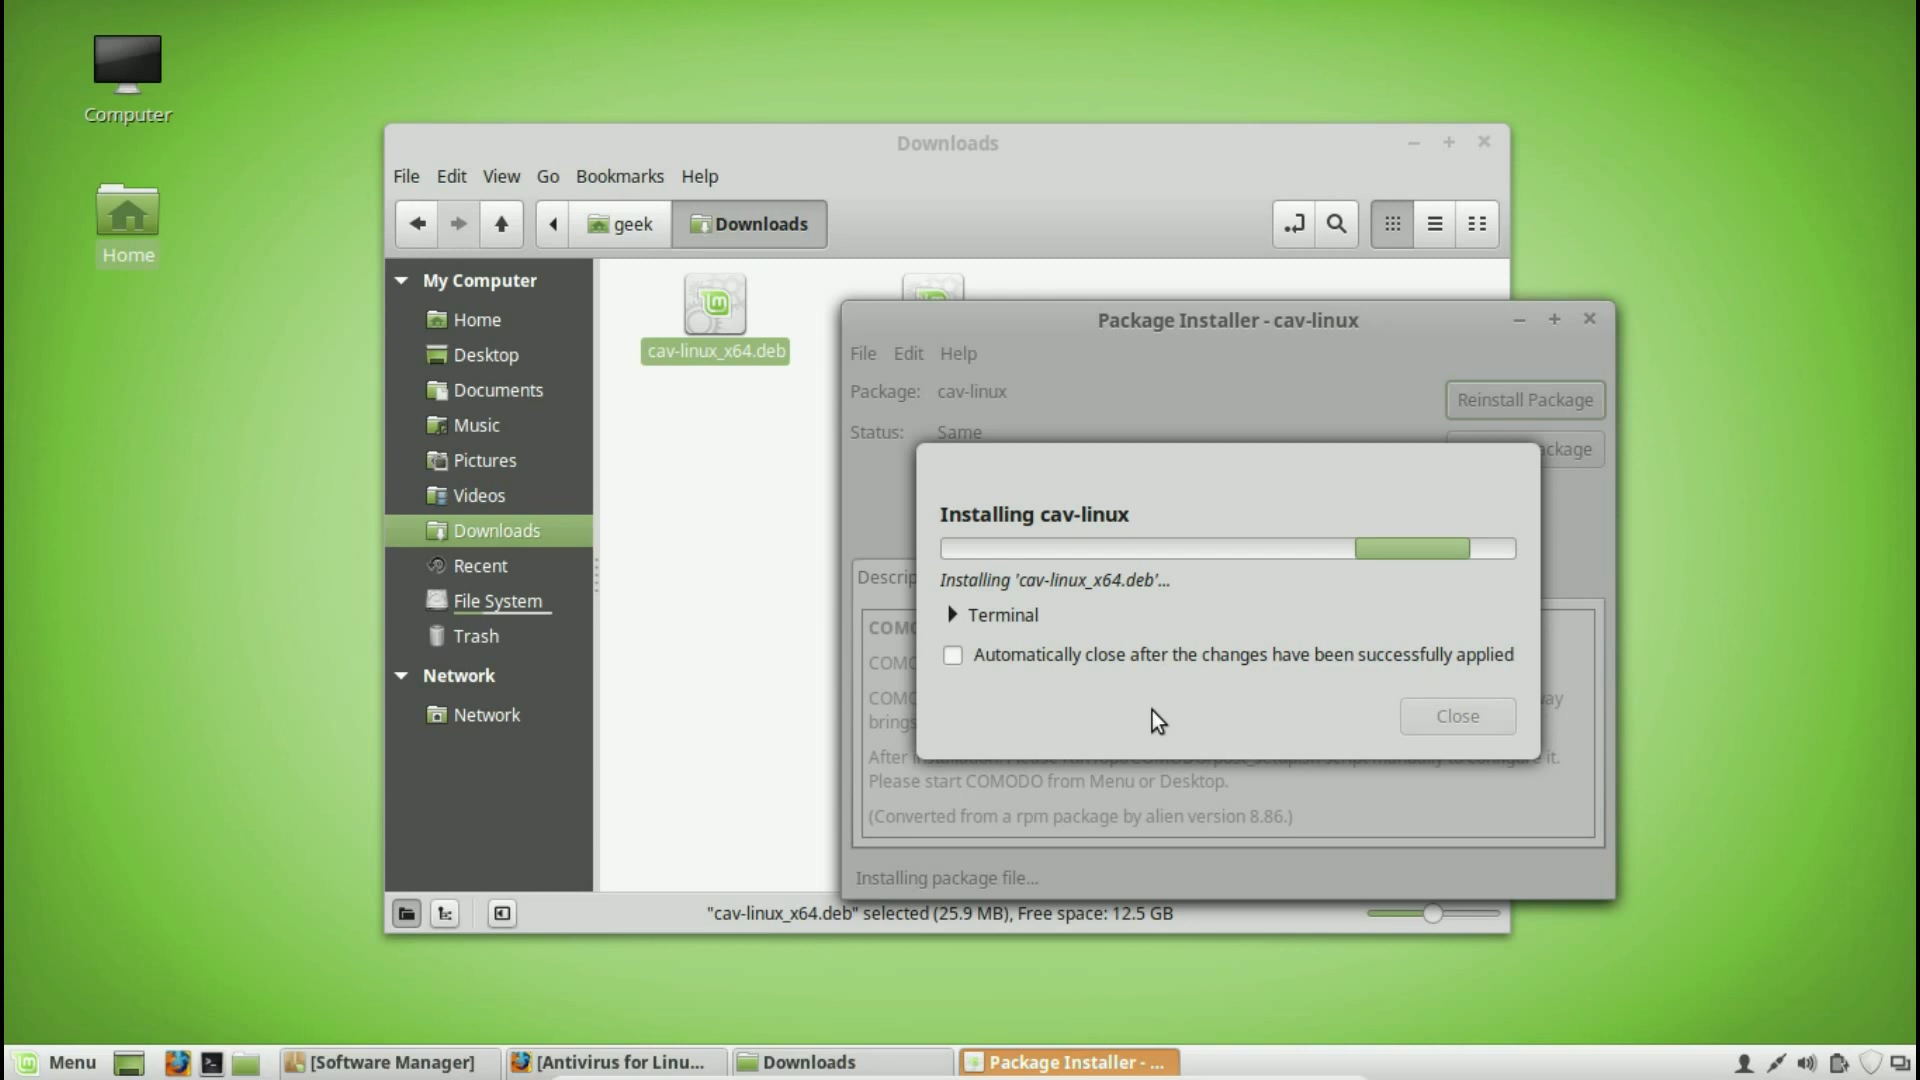 Computer
Home
Downloads
File Edit View Go Bookmarks Help
geek Downloads
My Computer
Home
Desktop
Documents
Music
Pictures
Videos
Downloads
Recent
File System
Trash
Network
Network
cav-linux_x64.deb
Package Installer - cav-linux
File Edit Help
Package: cav-linux
Reinstall Package
Status: Same
ackage
Installing cav-linux
Installing 'cav-linux_x64.deb'...
Terminal
Automatically close after the changes have been successfully applied
Close
Descrip
COMO
COMO
COMO
brings
After
it.
Please start COMODO from Menu or Desktop.
(Converted from a rpm package by alien version 8.86.)
Installing package file...
"cav-linux_x64.deb" selected (25.9 MB), Free space: 12.5 GB
Menu [Software Manager] [Antivirus for Linu... Downloads Package Installer - ...